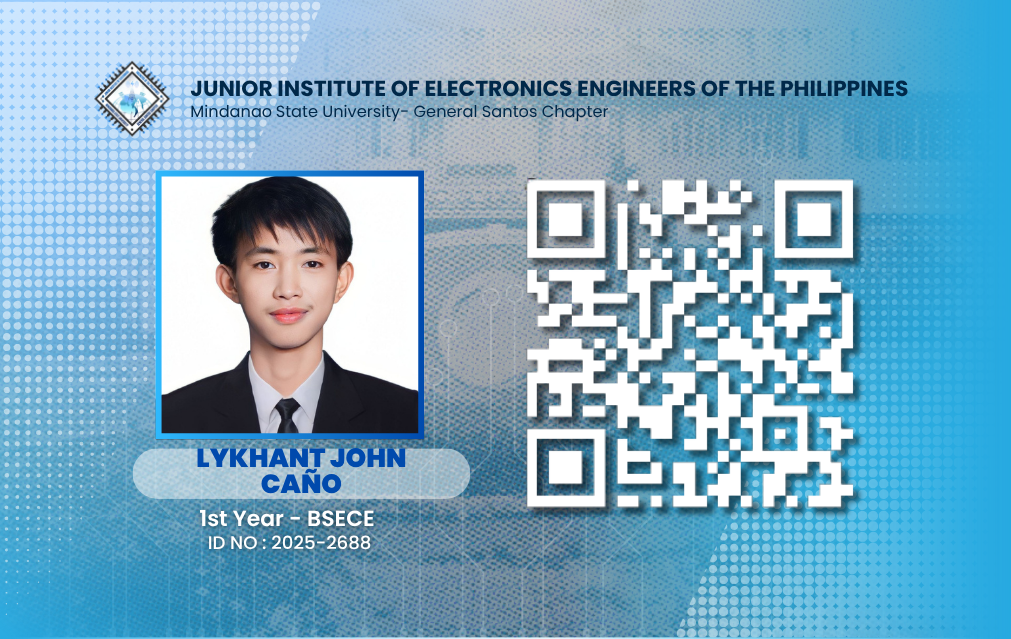 JUNIOR INSTITUTE OF ELECTRONICS ENGINEERS OF THE PHILIPPINES
Mindanao State University- General Santos Chapter
LYKHANT JOHN
CAÑO
1st Year - BSECE
ID NO : 2025-2688